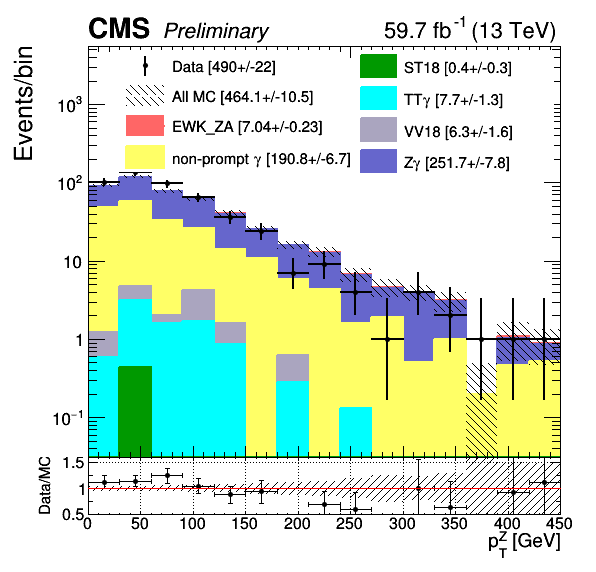 CMS Preliminary 59.7 fb⁻¹ (13 TeV)
Events/bin
Data [490+/-22]
All MC [464.1+/-10.5]
EWK_ZA [7.04+/-0.23]
non-prompt γ [190.8+/-6.7]
ST18 [0.4+/-0.3]
TTγ [7.7+/-1.3]
VV18 [6.3+/-1.6]
Zγ [251.7+/-7.8]
10³
10²
10
1
10⁻¹
Data/MC
1.5
1
0.5
0 50 100 150 200 250 300 350 400 450
p_T^Z [GeV]